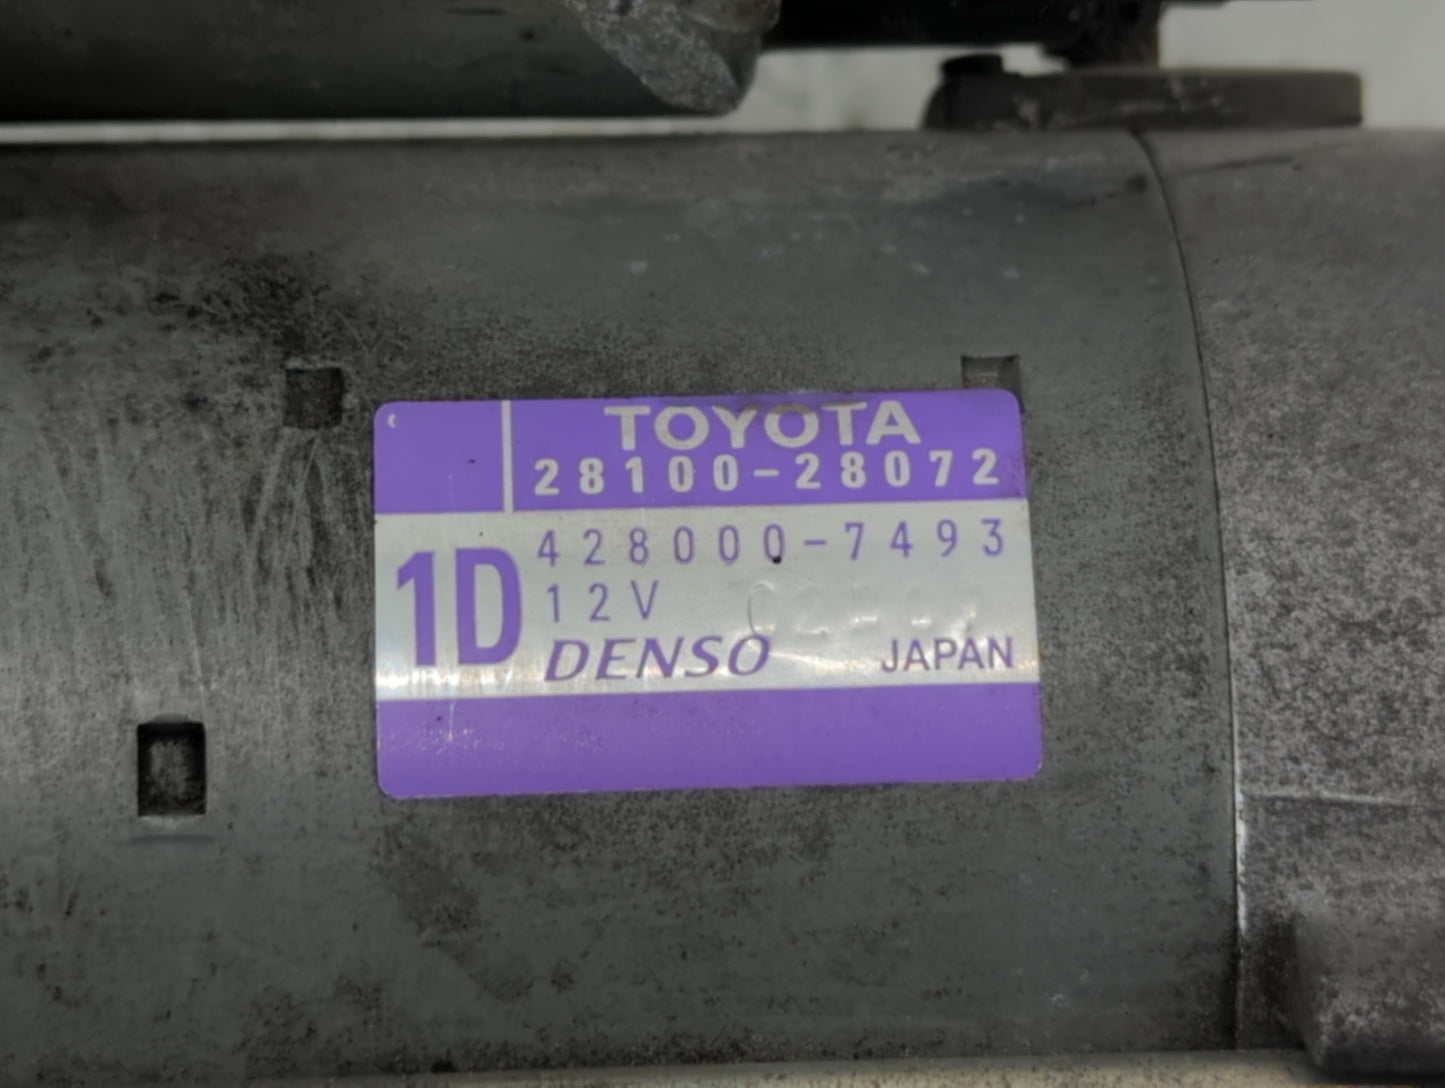 TOYOTA
28100-28072
1D
428000-7493
12V
DENSO JAPAN